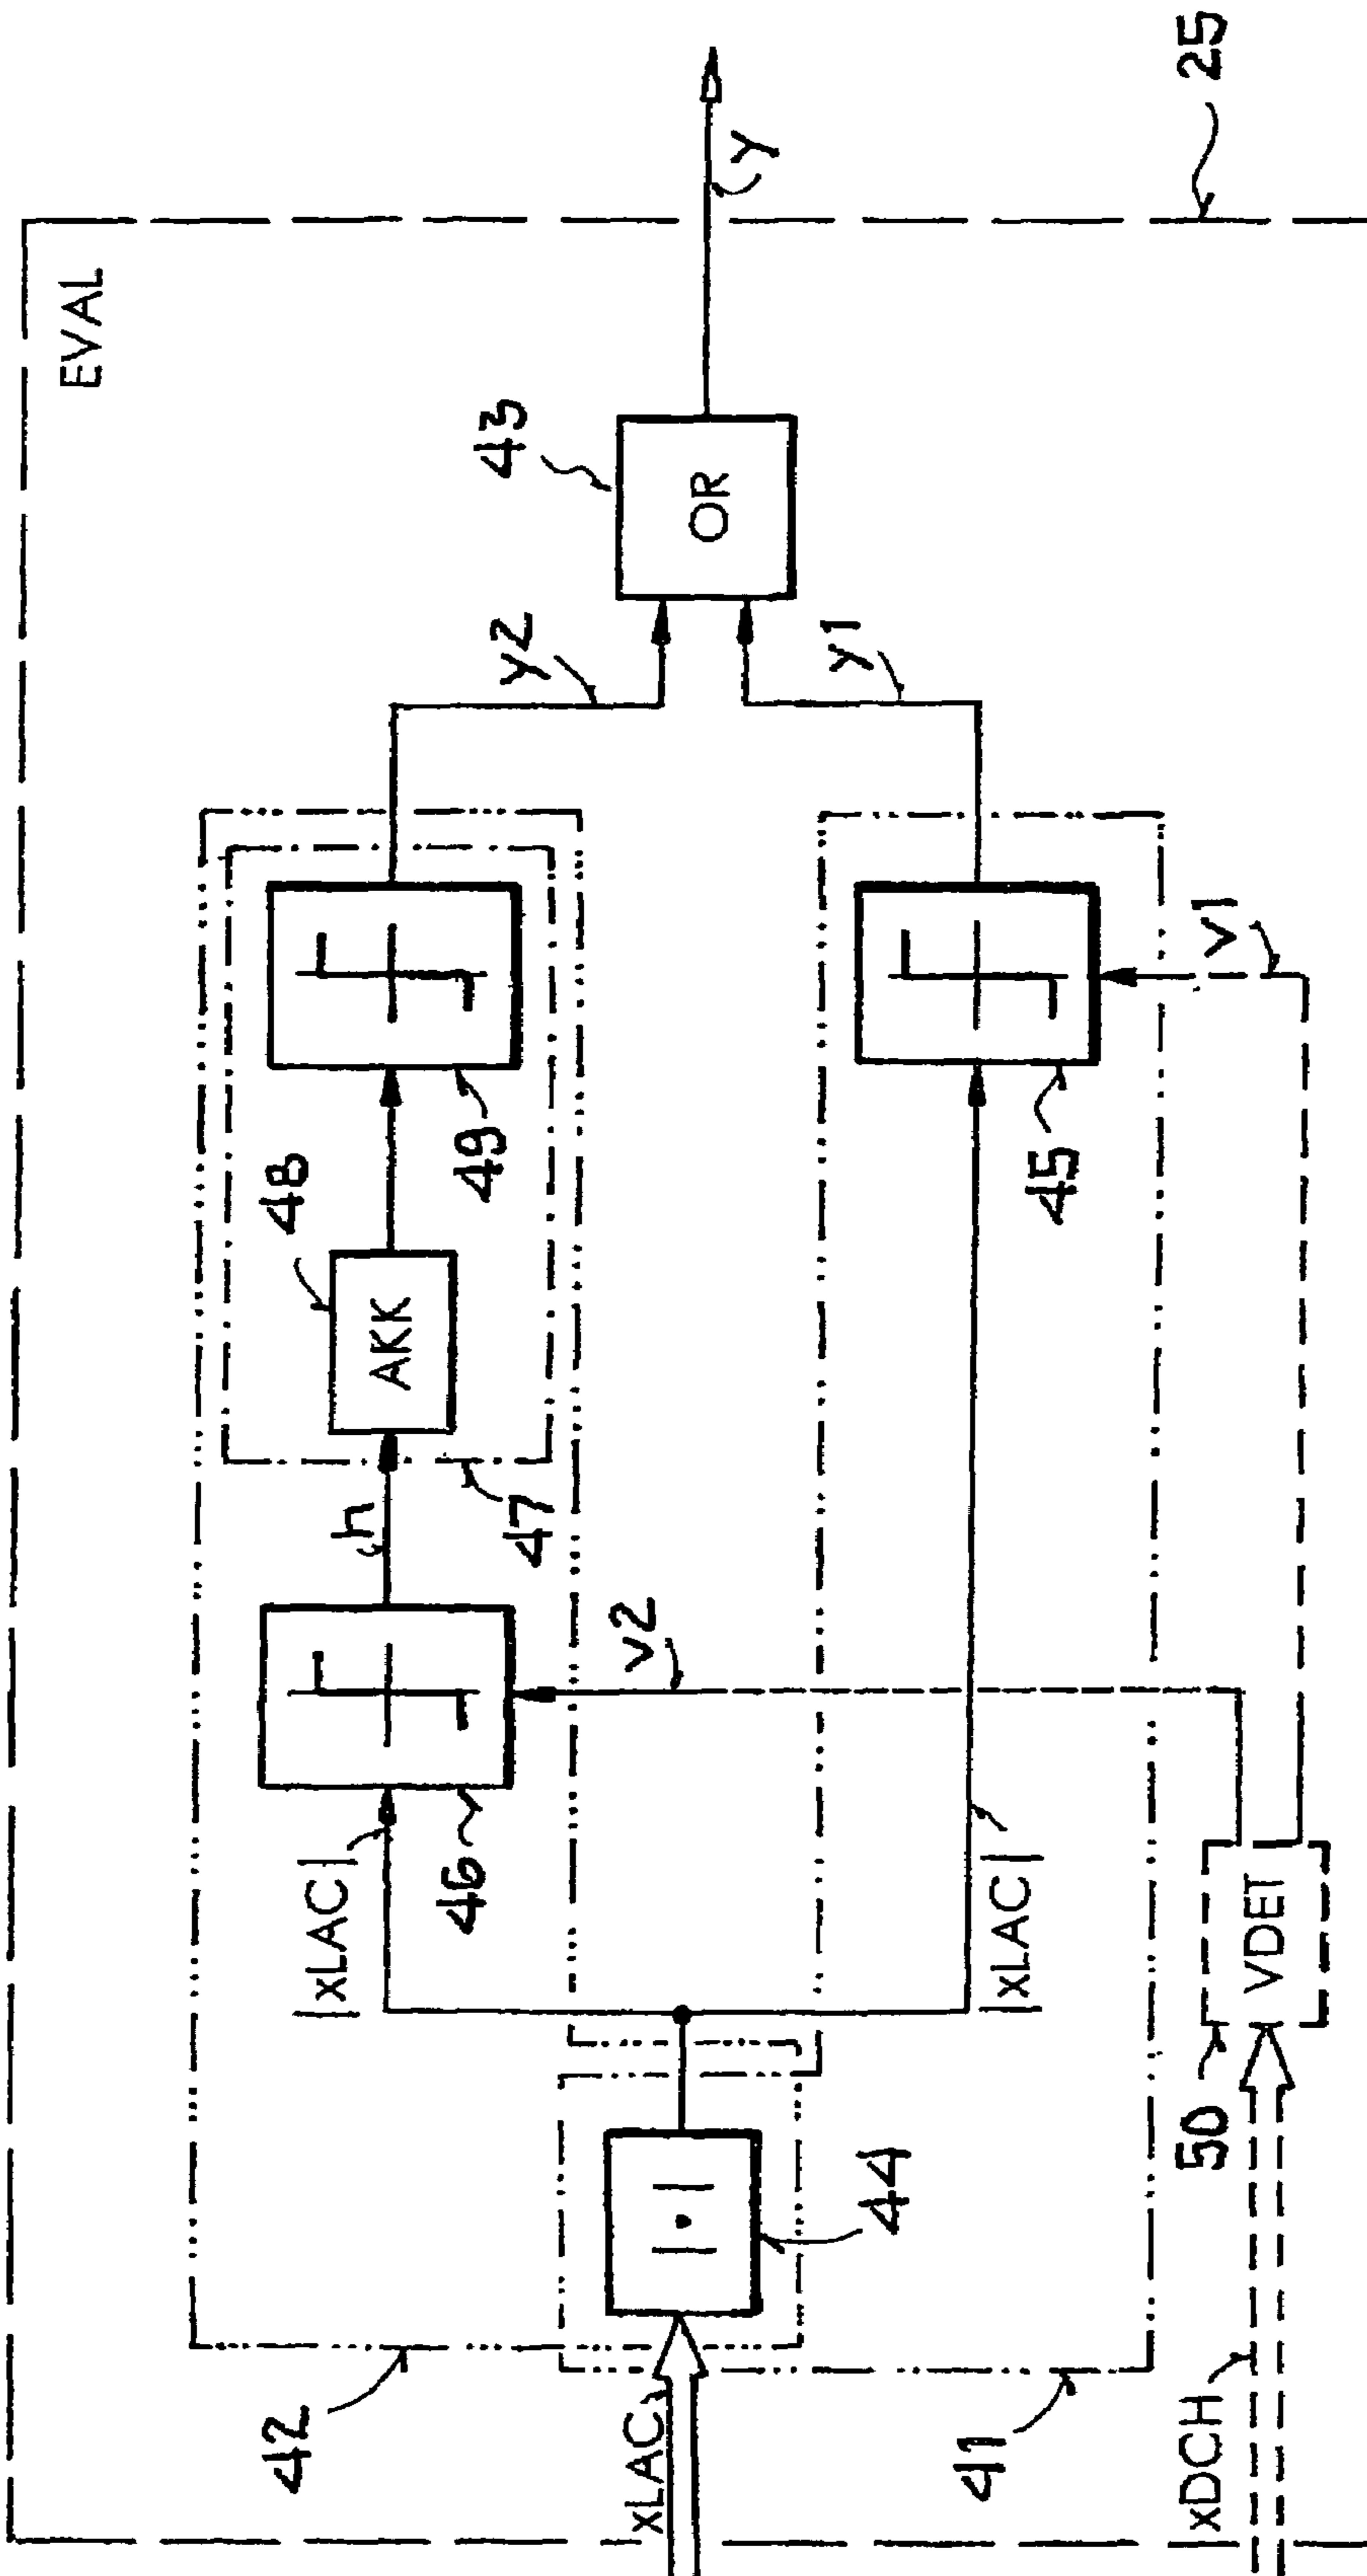 EVAL
42
48
|xLAC|
h
AKK
46
49
43
y2
47
v2
xLAC
|•|
OR
y
y1
44
41
|xLAC|
45
50
25
xDCH
v1
VDET